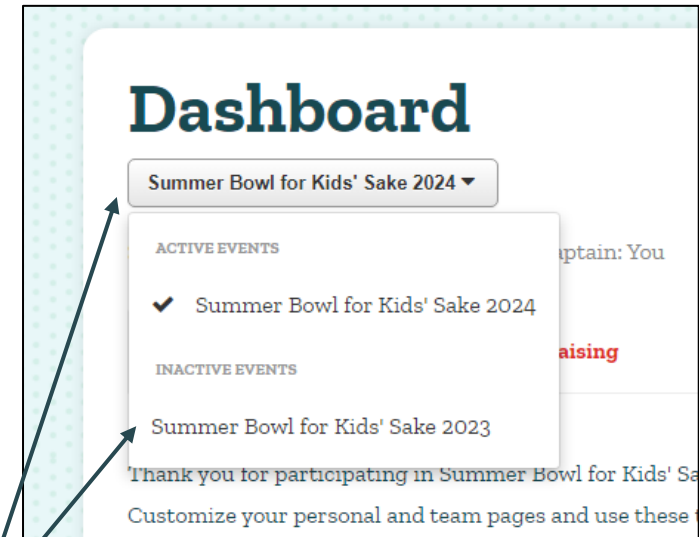 Dashboard
Summer Bowl for Kids' Sake 2024
ACTIVE EVENTS
aptain: You
Summer Bowl for Kids' Sake 2024
aising
INACTIVE EVENTS
Summer Bowl for Kids' Sake 2023
Thank you for participating in Summer Bowl for Kids' Sa
Customize your personal and team pages and use these